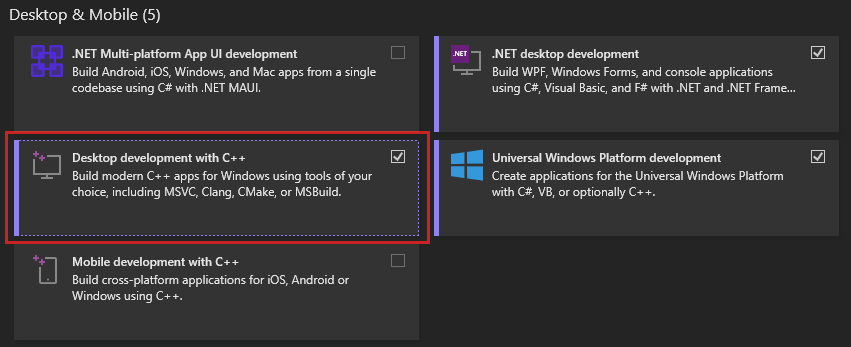 Desktop & Mobile (5)
.NET Multi-platform App UI development
Build Android, iOS, Windows, and Mac apps from a single
codebase using C# with .NET MAUI.
.NET
.NET desktop development
Build WPF, Windows Forms, and console applications
using C#, Visual Basic, and F# with .NET and .NET Frame...
Desktop development with C++
Build modern C++ apps for Windows using tools of your
choice, including MSVC, Clang, CMake, or MSBuild.
Universal Windows Platform development
Create applications for the Universal Windows Platform
with C#, VB, or optionally C++.
Mobile development with C++
Build cross-platform applications for iOS, Android or
Windows using C++.